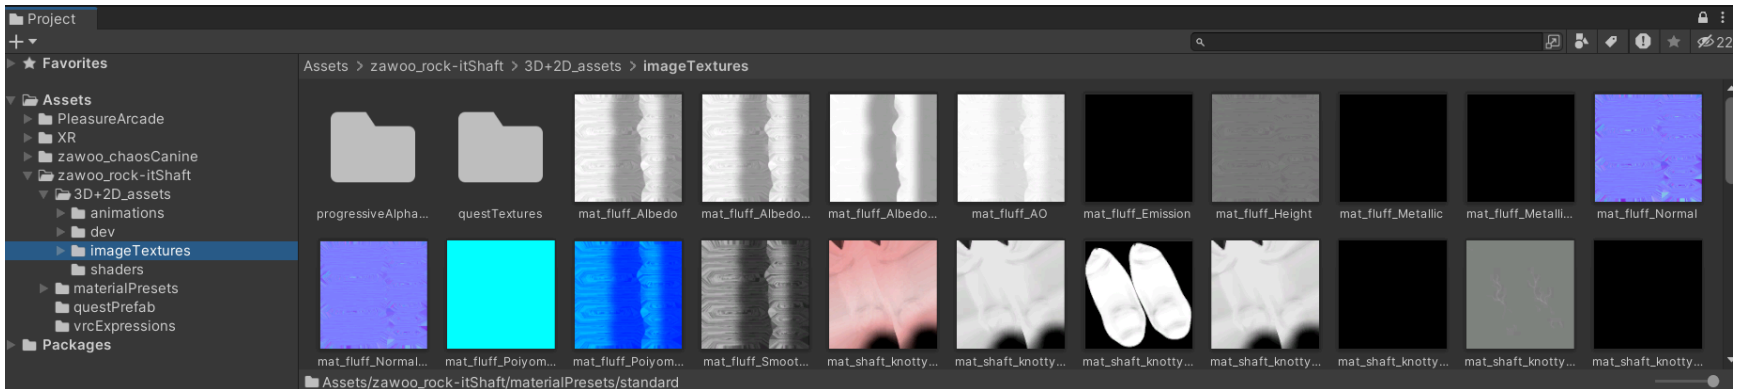 Project
22
Favorites
Assets > zawoo_rock-itShaft > 3D+2D_assets > imageTextures
Assets
PleasureArcade
XR
zawoo_chaosCanine
zawoo_rock-itShaft
3D+2D_assets
animations
dev
imageTextures
shaders
materialPresets
questPrefab
vrcExpressions
Packages
progressiveAlpha... questTextures mat_fluff_Albedo mat_fluff_Albedo... mat_fluff_Albedo... mat_fluff_AO mat_fluff_Emission mat_fluff_Height mat_fluff_Metallic mat_fluff_Metalli... mat_fluff_Normal
mat_fluff_Normal... mat_fluff_Poiyom... mat_fluff_Poiyom... mat_fluff_Smoot... mat_shaft_knotty... mat_shaft_knotty... mat_shaft_knotty... mat_shaft_knotty... mat_shaft_knotty... mat_shaft_knotty... mat_shaft_knotty...
Assets/zawoo_rock-itShaft/materialPresets/standard